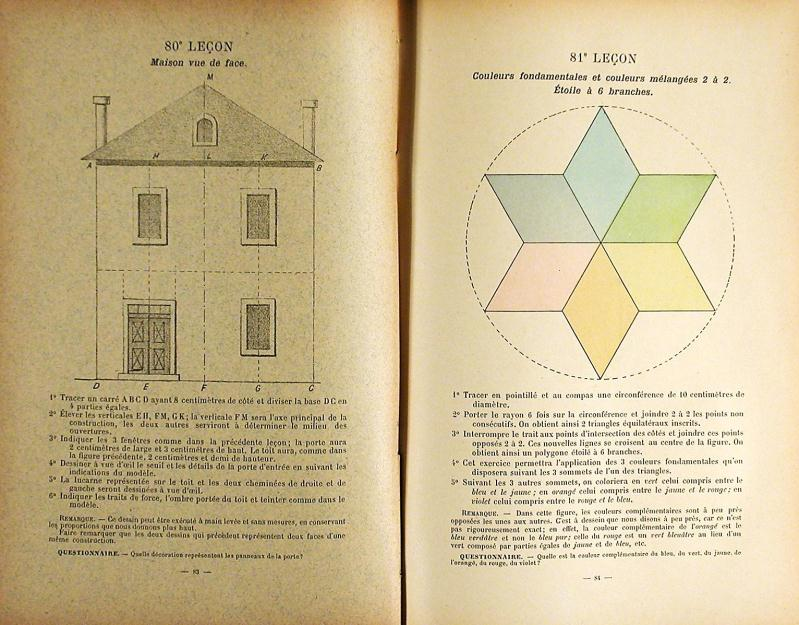 80e LEÇON
Maison vue de face.
M
H L K
A B
D E F G C
1° Tracer un carré A B C D ayant 8 centimètres de côté et diviser la base D C en
4 parties égales.
2° Élever les verticales E H, F M, G K; la verticale F M sera l'axe principal de la
construction, les deux autres serviront à déterminer le milieu des
ouvertures.
3° Indiquer les 3 fenêtres comme dans la précédente leçon; la porte aura
2 centimètres de large et 3 centimètres de haut. Le toit aura, comme dans
la figure précédente, 2 centimètres et demi de hauteur.
4° Dessiner à vue d'œil le seuil et les détails de la porte d'entrée en suivant les
indications du modèle.
5° La lucarne représentée sur le toit et les deux cheminées de droite et de
gauche seront dessinées à vue d'œil.
6° Indiquer les traits de force, l'ombre portée du toit et teinter comme dans le
modèle.
REMARQUE. — Ce dessin peut être exécuté à main levée et sans mesures, en conservant
les proportions que nous donnons plus haut.
Faire remarquer que les deux dessins qui précèdent représentent deux faces d'une
même construction.
QUESTIONNAIRE. — Quelle décoration représentent les panneaux de la porte?
— 83 —
81e LEÇON
Couleurs fondamentales et couleurs mélangées 2 à 2.
Étoile à 6 branches.
1° Tracer en pointillé et au compas une circonférence de 10 centimètres de
diamètre.
2° Porter le rayon 6 fois sur la circonférence et joindre 2 à 2 les points non
consécutifs. On obtient ainsi 2 triangles équilatéraux inscrits.
3° Interrompre le trait aux points d'intersection des côtés et joindre ces points
opposés 2 à 2. Ces nouvelles lignes se croisent au centre de la figure. On
obtient ainsi un polygone étoilé à 6 branches.
4° Cet exercice permettra l'application des 3 couleurs fondamentales qu'on
disposera suivant les 3 sommets de l'un des triangles.
5° Suivant les 3 autres sommets, on coloriera en vert celui compris entre le
bleu et le jaune; en orangé celui compris entre le jaune et le rouge; en
violet celui compris entre le rouge et le bleu.
REMARQUE. — Dans cette figure, les couleurs complémentaires sont à peu près
opposées les unes aux autres. C'est à dessein que nous disons à peu près, car ce n'est
pas rigoureusement exact; en effet, la couleur complémentaire de l'orangé est le
bleu verdâtre et non le bleu pur; celle du rouge est un vert bleuâtre au lieu d'un
vert composé par parties égales de jaune et de bleu, etc.
QUESTIONNAIRE. — Quelle est la couleur complémentaire du bleu, du vert, du jaune, de
l'orangé, du rouge, du violet?
— 84 —